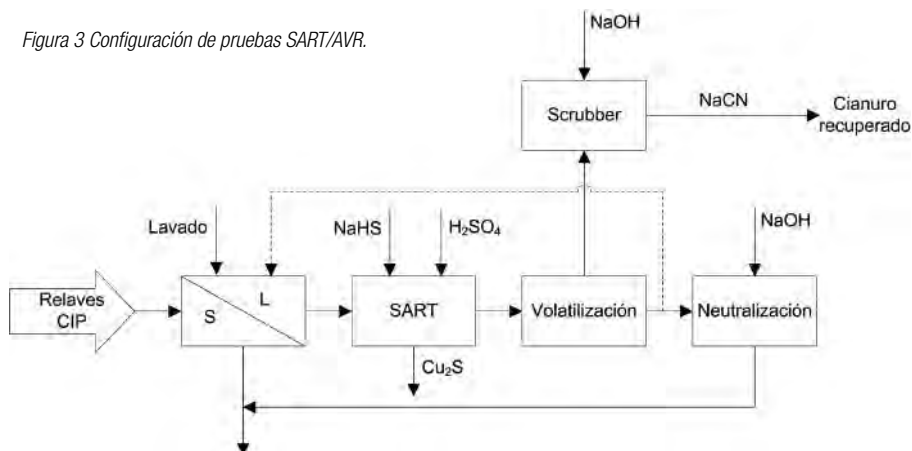 Figura 3 Configuración de pruebas SART/AVR.
NaOH
Scrubber
NaCN
Cianuro
recuperado
Lavado
NaHS
H₂SO₄
NaOH
Relaves
CIP
S
L
SART
Volatilización
Neutralización
Cu₂S